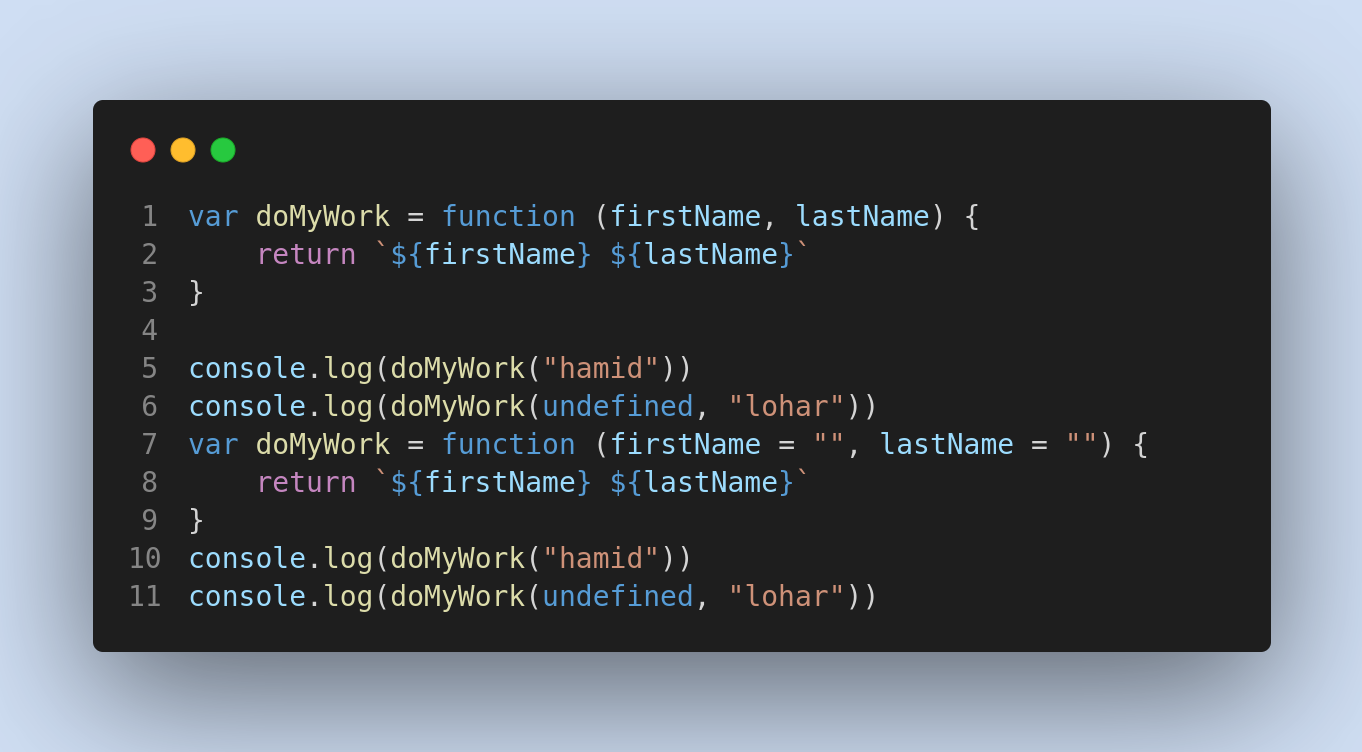 1 var doMyWork = function (firstName, lastName) {
2     return `${firstName} ${lastName}`
3 }
4
5 console.log(doMyWork("hamid"))
6 console.log(doMyWork(undefined, "lohar"))
7 var doMyWork = function (firstName = "", lastName = "") {
8     return `${firstName} ${lastName}`
9 }
10 console.log(doMyWork("hamid"))
11 console.log(doMyWork(undefined, "lohar"))